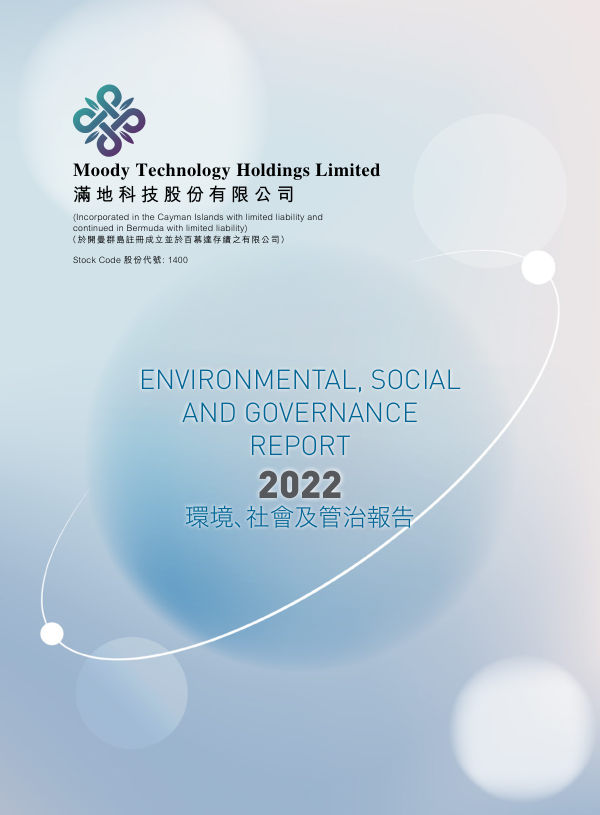 Moody Technology Holdings Limited
滿地科技股份有限公司
(Incorporated in the Cayman Islands with limited liability and
continued in Bermuda with limited liability)
(於開曼群島註冊成立並於百慕達存續之有限公司)
Stock Code 股份代號: 1400
ENVIRONMENTAL, SOCIAL
AND GOVERNANCE
REPORT
2022
環境、社會及管治報告